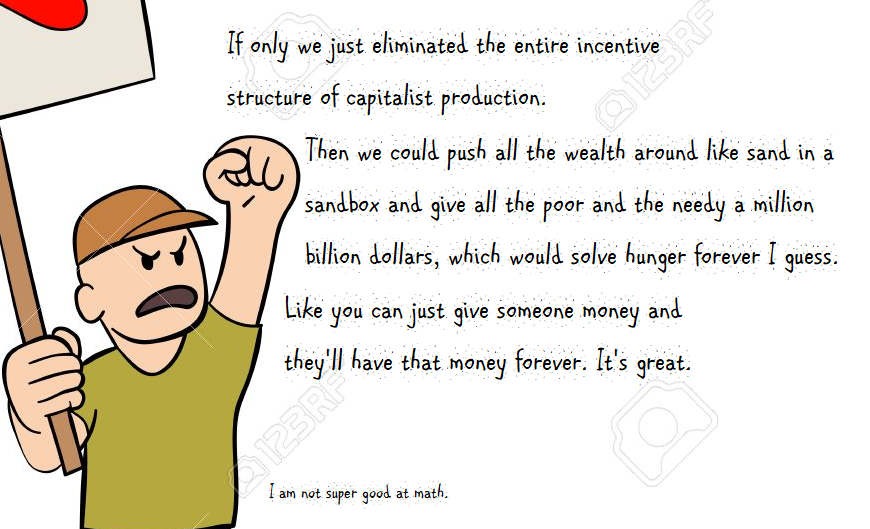 If only we just eliminated the entire incentive
structure of capitalist production.
Then we could push all the wealth around like sand in a
sandbox and give all the poor and the needy a million
billion dollars, which would solve hunger forever I guess.
Like you can just give someone money and
they'll have that money forever. It's great.
I am not super good at math.
123RF
123RF
123RF